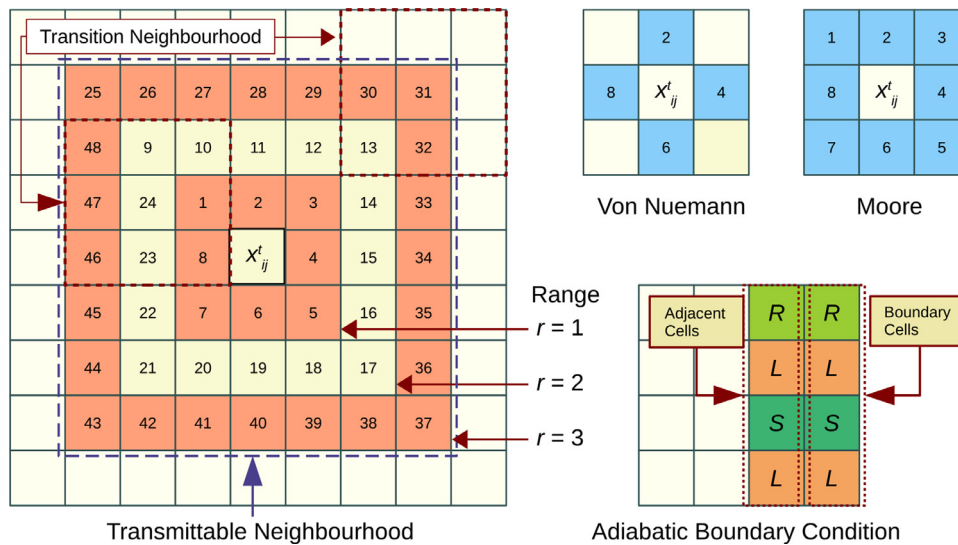 Transition Neighbourhood
25 26 27 28 29 30 31
48 9 10 11 12 13 32
47 24 1 2 3 14 33
46 23 8 X^t_ij 4 15 34
45 22 7 6 5 16 35
44 21 20 19 18 17 36
43 42 41 40 39 38 37
Range
r = 1
r = 2
r = 3
Transmittable Neighbourhood
2
8 X^t_ij 4
6
Von Nuemann
1 2 3
8 X^t_ij 4
7 6 5
Moore
Adjacent
Cells
Boundary
Cells
R R
L L
S S
L L
Adiabatic Boundary Condition